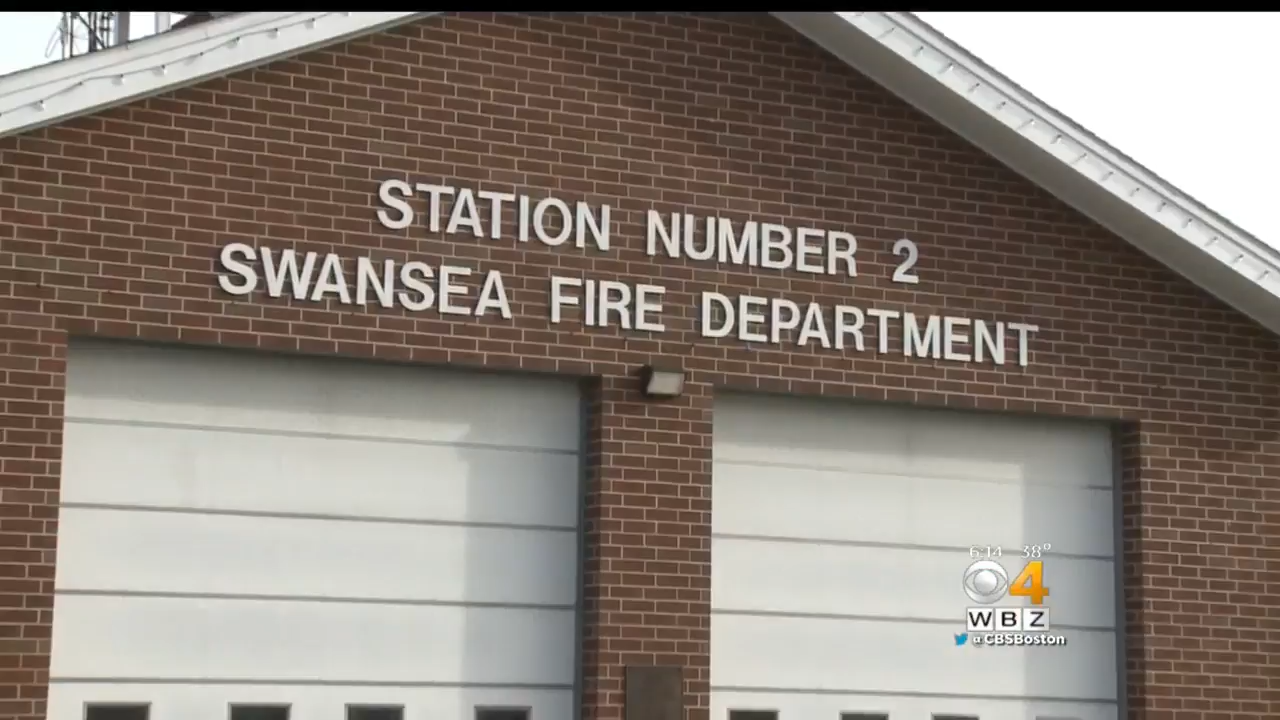 STATION NUMBER 2
SWANSEA FIRE DEPARTMENT
6:14 38°
4
WBZ
@CBSBoston